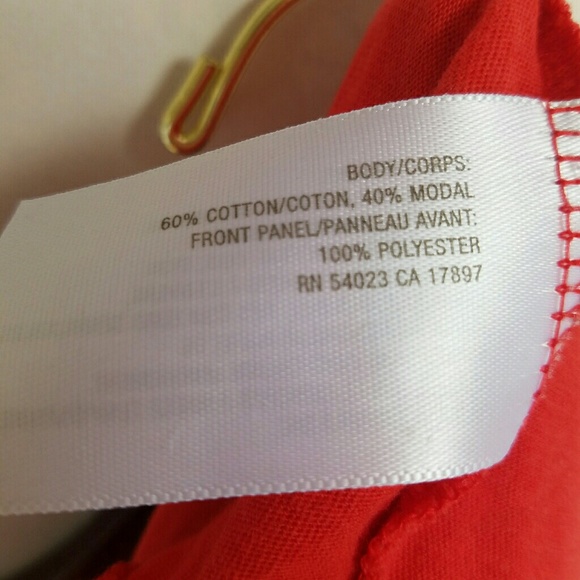 BODY/CORPS:
60% COTTON/COTON, 40% MODAL
FRONT PANEL/PANNEAU AVANT:
100% POLYESTER
RN 54023 CA 17897